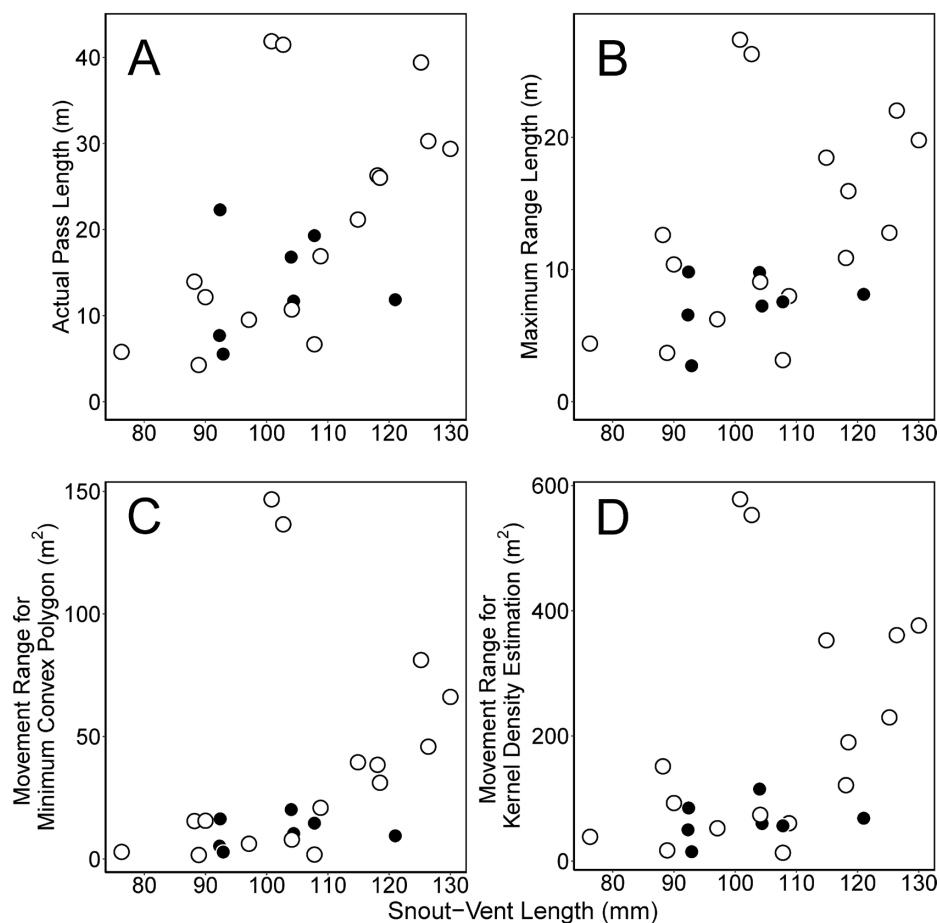 A
Actual Pass Length (m)
40
30
20
10
0
80 90 100 110 120 130
B
Maximum Range Length (m)
20
10
0
80 90 100 110 120 130
C
Movement Range for
Minimum Convex Polygon (m²)
150
100
50
0
80 90 100 110 120 130
D
Movement Range for
Kernel Density Estimation (m²)
600
400
200
0
80 90 100 110 120 130
Snout−Vent Length (mm)